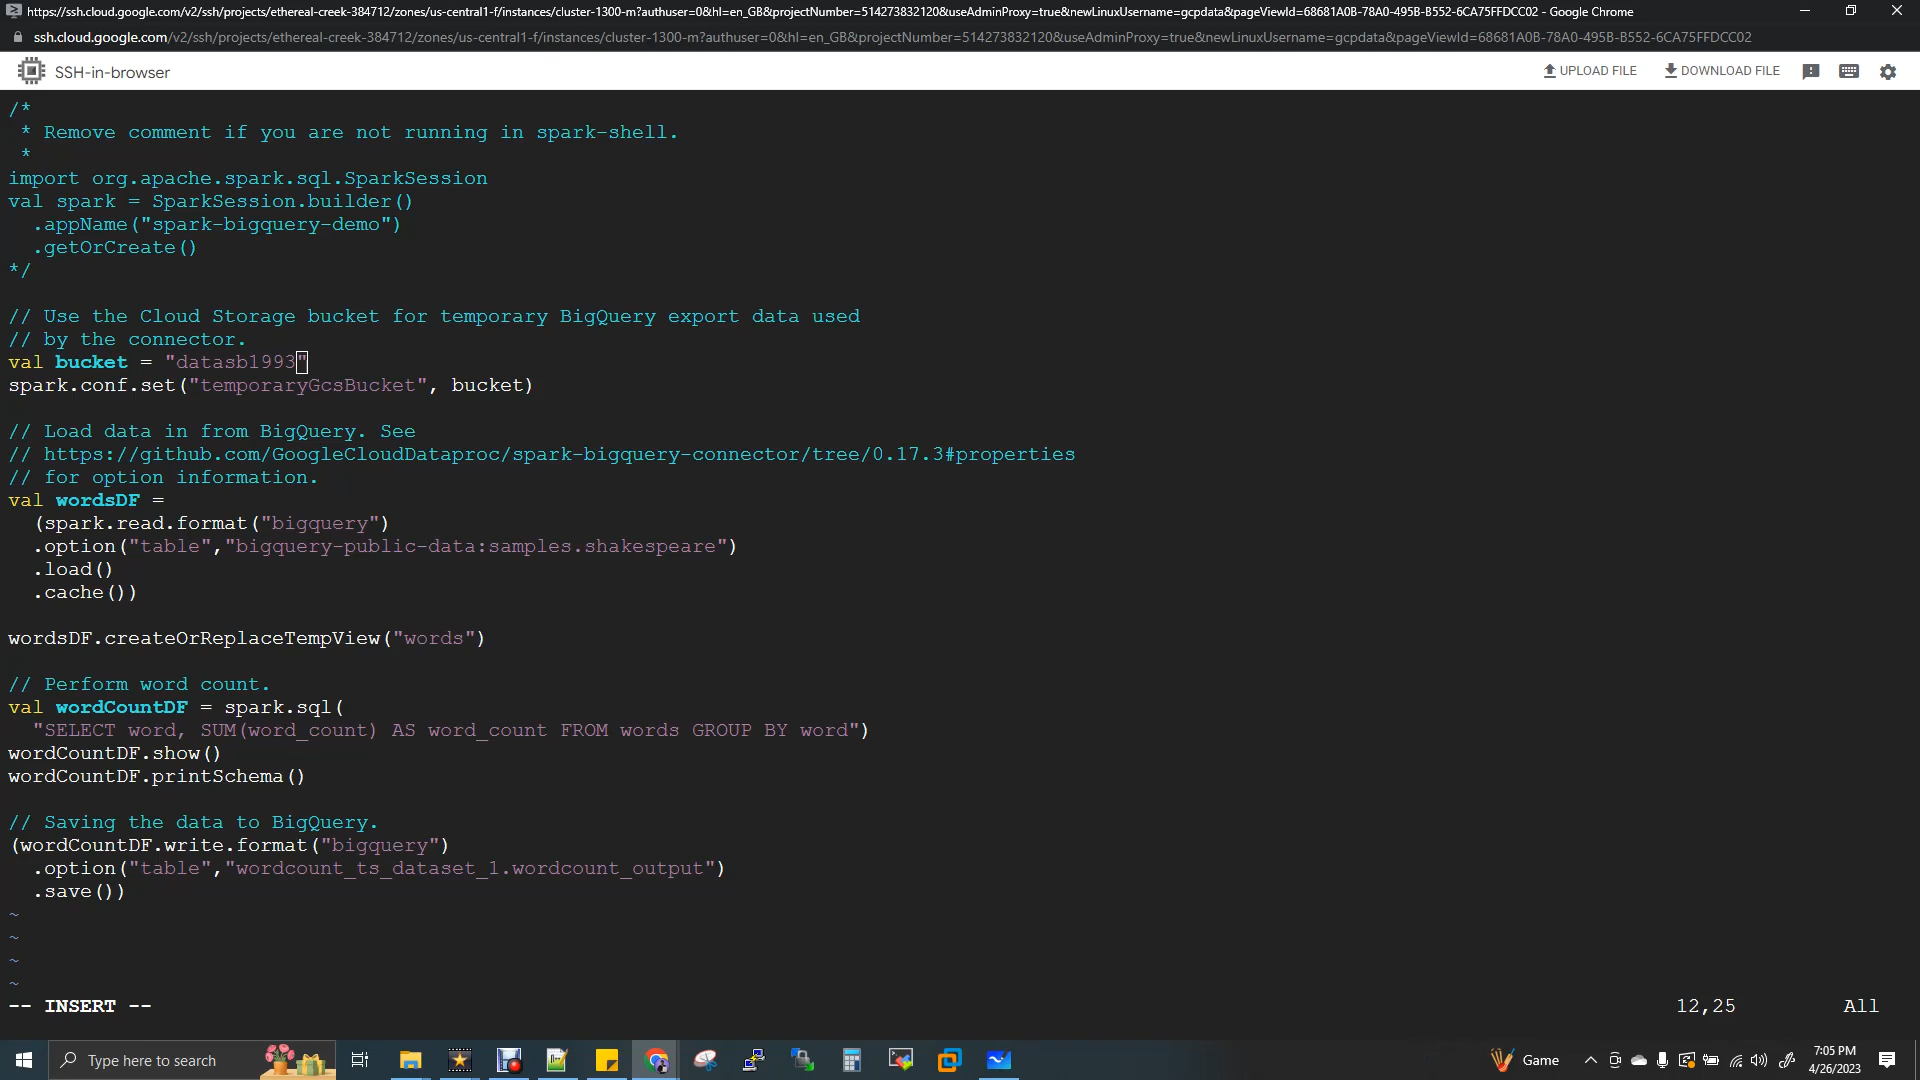 https://ssh.cloud.google.com/v2/ssh/projects/ethereal-creek-384712/zones/us-central1-f/instances/cluster-1300-m?authuser=0&hl=en_GB&projectNumber=514273832120&useAdminProxy=true&newLinuxUsername=gcpdata&pageViewId=68681A0B-78A0-495B-B552-6CA75FFDCC02 - Google Chrome
ssh.cloud.google.com/v2/ssh/projects/ethereal-creek-384712/zones/us-central1-f/instances/cluster-1300-m?authuser=0&hl=en_GB&projectNumber=514273832120&useAdminProxy=true&newLinuxUsername=gcpdata&pageViewId=68681A0B-78A0-495B-B552-6CA75FFDCC02
SSH-in-browser
UPLOAD FILE
DOWNLOAD FILE
/*
 * Remove comment if you are not running in spark-shell.
 *
import org.apache.spark.sql.SparkSession
val spark = SparkSession.builder()
  .appName("spark-bigquery-demo")
  .getOrCreate()
*/
// Use the Cloud Storage bucket for temporary BigQuery export data used
// by the connector.
val bucket = "datasb1993"
spark.conf.set("temporaryGcsBucket", bucket)
// Load data in from BigQuery. See
// https://github.com/GoogleCloudDataproc/spark-bigquery-connector/tree/0.17.3#properties
// for option information.
val wordsDF =
  (spark.read.format("bigquery")
  .option("table","bigquery-public-data:samples.shakespeare")
  .load()
  .cache())
wordsDF.createOrReplaceTempView("words")
// Perform word count.
val wordCountDF = spark.sql(
  "SELECT word, SUM(word_count) AS word_count FROM words GROUP BY word")
wordCountDF.show()
wordCountDF.printSchema()
// Saving the data to BigQuery.
(wordCountDF.write.format("bigquery")
  .option("table","wordcount_ts_dataset_1.wordcount_output")
  .save())
~
~
~
~
-- INSERT --
12,25
All
Type here to search
Game
7:05 PM
4/26/2023